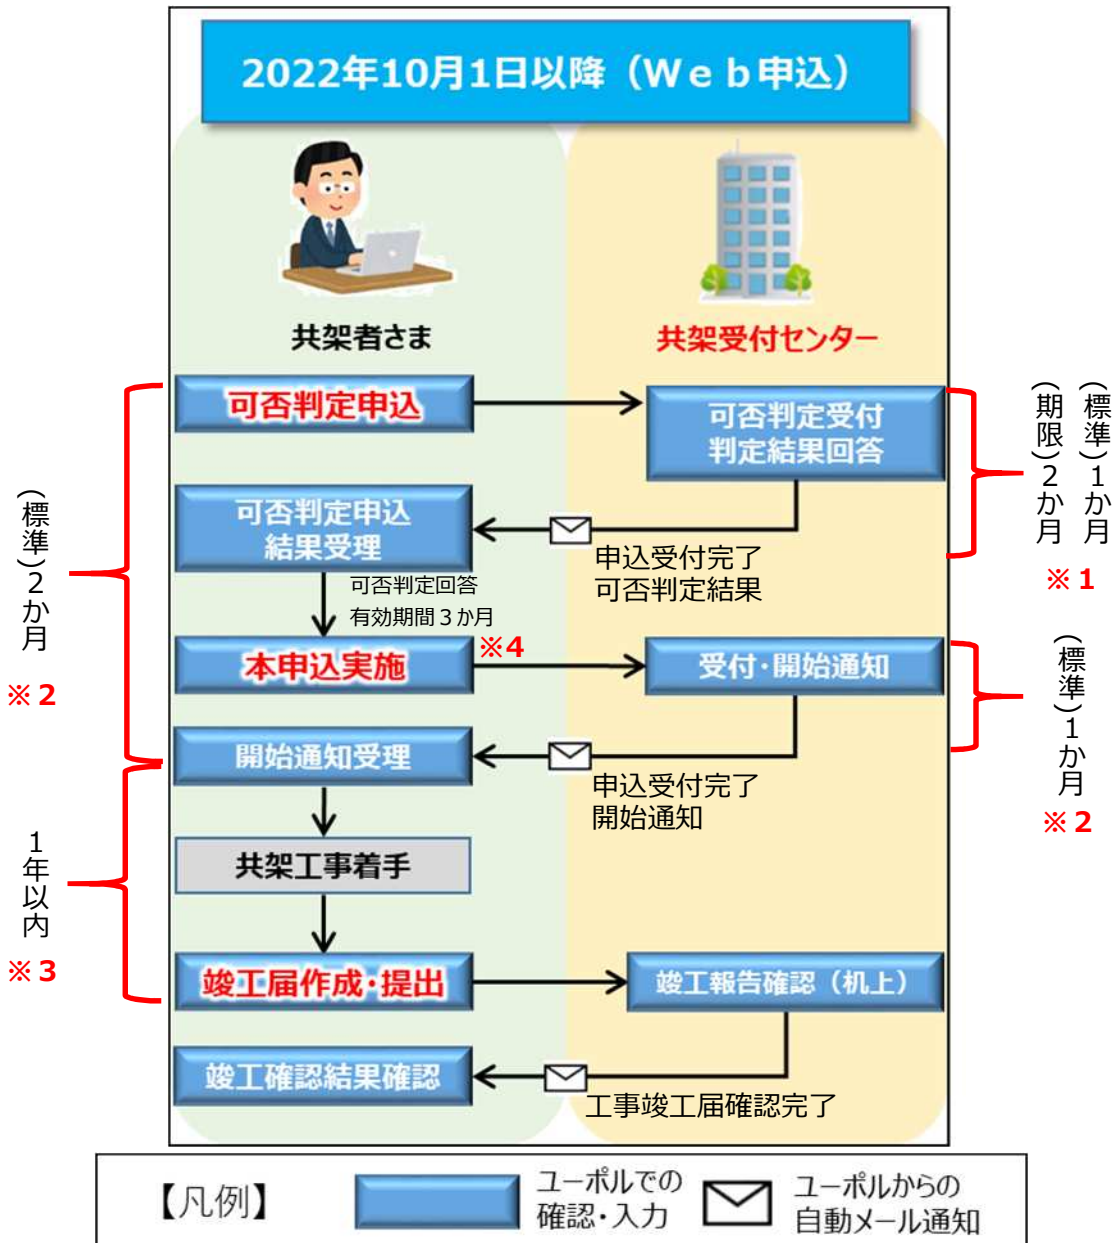 2022年10月1日以降（Ｗｅｂ申込）
共架者さま
共架受付センター
可否判定申込
可否判定受付
判定結果回答
(標準)１か月
(期限)２か月
※１
可否判定申込
結果受理
申込受付完了
可否判定結果
(標準)２か月
※２
可否判定回答
有効期間３か月
※4
本申込実施
受付・開始通知
(標準)１か月
※２
開始通知受理
申込受付完了
開始通知
共架工事着手
１年以内
※３
竣工届作成・提出
竣工報告確認（机上）
竣工確認結果確認
工事竣工届確認完了
【凡例】
ユーポルでの
確認・入力
ユーポルからの
自動メール通知